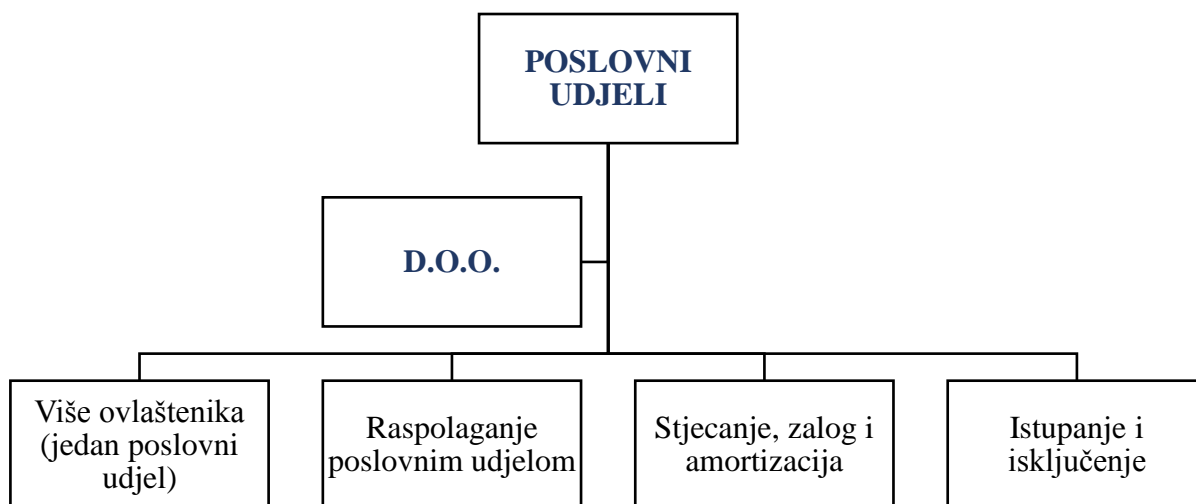 POSLOVNI
UDJELI
D.O.O.
Više ovlaštenika
(jedan poslovni
udjel)
Raspolaganje
poslovnim udjelom
Stjecanje, zalog i
amortizacija
Istupanje i
isključenje